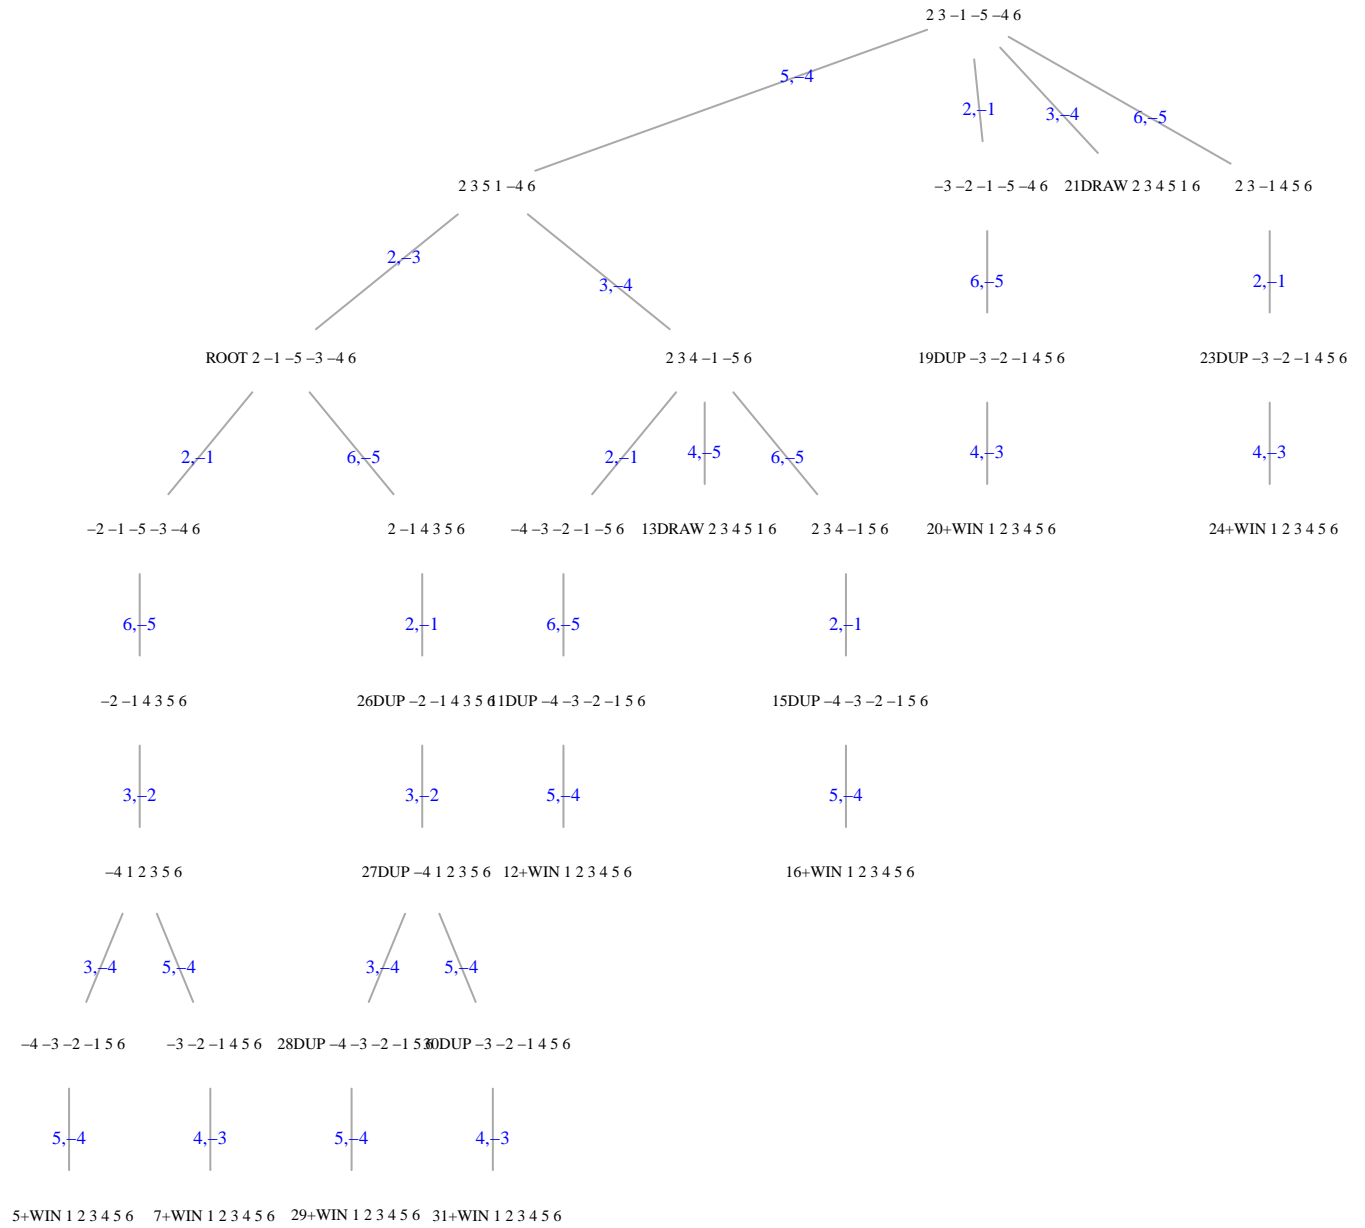 2 3 −1 −5 −4 6
5,−4
2,−1
3,−4
6,−5
2 3 5 1 −4 6
−3 −2 −1 −5 −4 6
21DRAW 2 3 4 5 1 6
2 3 −1 4 5 6
2,−3
3,−4
6,−5
2,−1
ROOT 2 −1 −5 −3 −4 6
2 3 4 −1 −5 6
19DUP −3 −2 −1 4 5 6
23DUP −3 −2 −1 4 5 6
2,−1
6,−5
2,−1
4,−5
6,−5
4,−3
4,−3
−2 −1 −5 −3 −4 6
2 −1 4 3 5 6
−4 −3 −2 −1 −5 6
13DRAW 2 3 4 5 1 6
2 3 4 −1 5 6
20+WIN 1 2 3 4 5 6
24+WIN 1 2 3 4 5 6
6,−5
2,−1
6,−5
2,−1
−2 −1 4 3 5 6
26DUP −2 −1 4 3 5 6
11DUP −4 −3 −2 −1 5 6
15DUP −4 −3 −2 −1 5 6
3,−2
3,−2
5,−4
5,−4
−4 1 2 3 5 6
27DUP −4 1 2 3 5 6
12+WIN 1 2 3 4 5 6
16+WIN 1 2 3 4 5 6
3,−4
5,−4
3,−4
5,−4
−4 −3 −2 −1 5 6
−3 −2 −1 4 5 6
28DUP −4 −3 −2 −1 5 6
30DUP −3 −2 −1 4 5 6
5,−4
4,−3
5,−4
4,−3
5+WIN 1 2 3 4 5 6
7+WIN 1 2 3 4 5 6
29+WIN 1 2 3 4 5 6
31+WIN 1 2 3 4 5 6